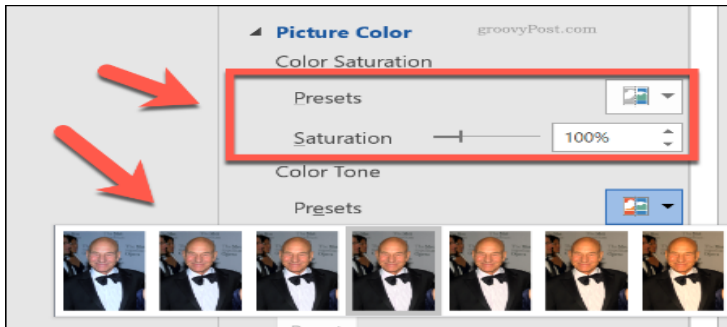 Picture Color
groovyPost.com
Color Saturation
Presets
Saturation 100%
Color Tone
Presets